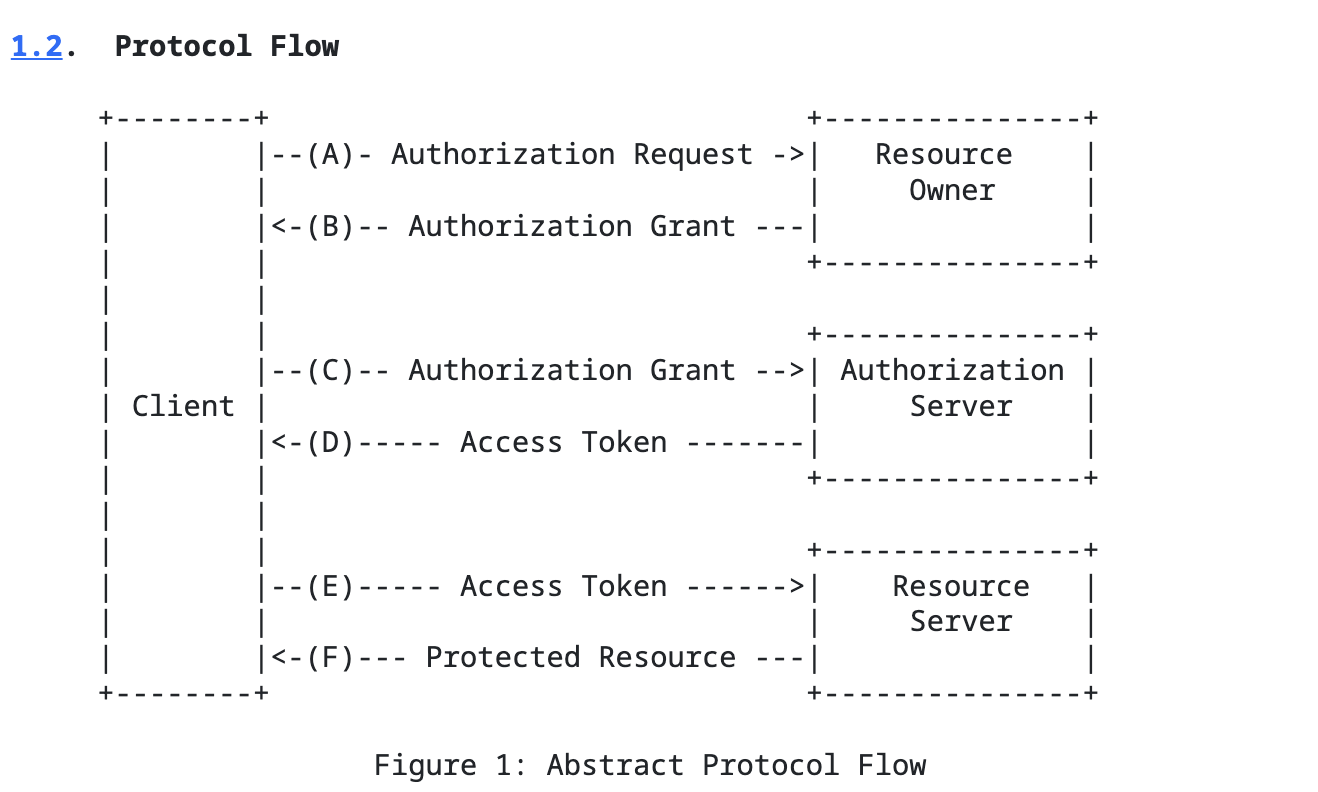 1.2.  Protocol Flow
+--------+                               +---------------+
|        |--(A)- Authorization Request ->|   Resource    |
|        |                               |     Owner     |
|        |<-(B)-- Authorization Grant ---|               |
|        |                               +---------------+
|        |
|        |                               +---------------+
|        |--(C)-- Authorization Grant -->| Authorization |
| Client |                               |     Server    |
|        |<-(D)----- Access Token -------|               |
|        |                               +---------------+
|        |
|        |                               +---------------+
|        |--(E)----- Access Token ------>|    Resource   |
|        |                               |     Server    |
|        |<-(F)--- Protected Resource ---|               |
+--------+                               +---------------+
Figure 1: Abstract Protocol Flow